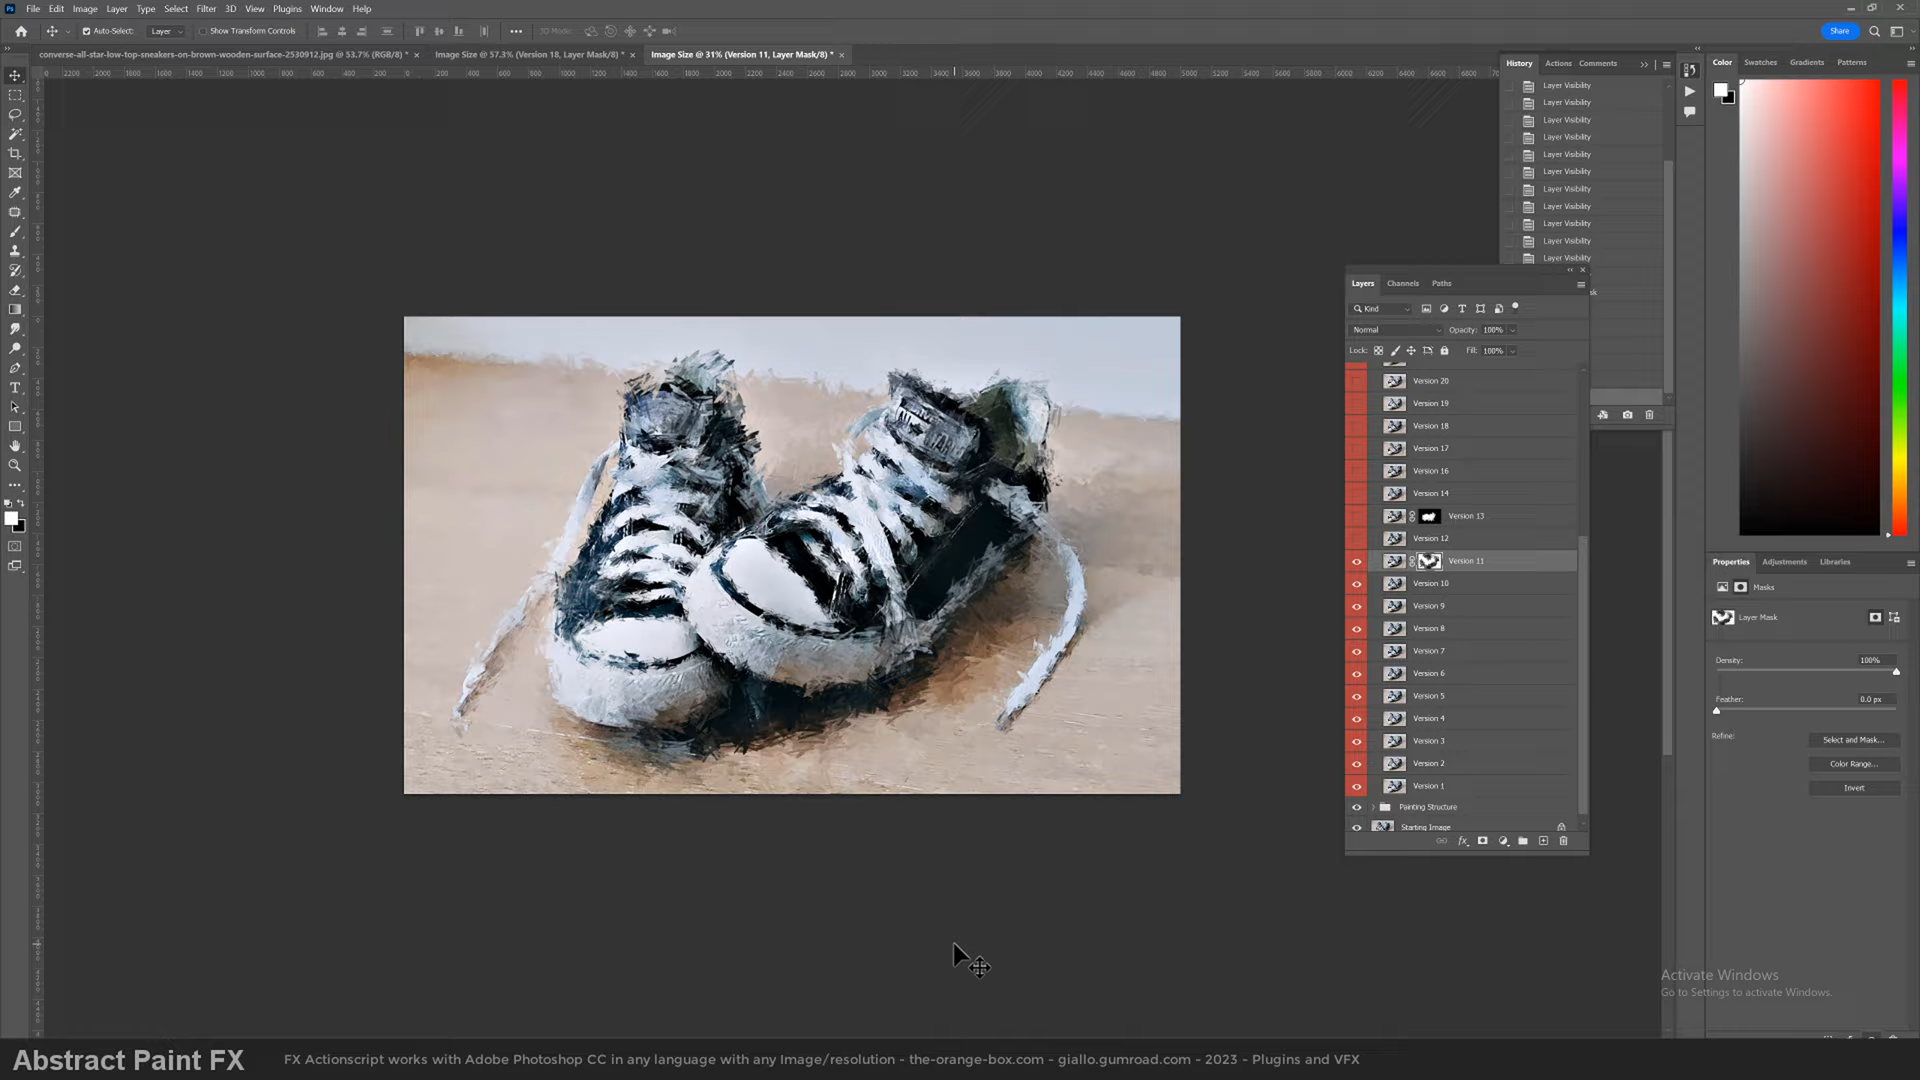 File Edit Image Layer Type Select Filter 3D View Plugins Window Help
Auto-Select: Layer Show Transform Controls 3D Mode: Share
converse-all-star-low-top-sneakers-on-brown-wooden-surface-2530912.jpg @ 53.7% (RGB/8) * × Image Size @ 57.3% (Version 18, Layer Mask/8) * × Image Size @ 31% (Version 11, Layer Mask/8) * ×
History Actions Comments
Layer Visibility
Layer Visibility
Layer Visibility
Layer Visibility
Layer Visibility
Layer Visibility
Layer Visibility
Layer Visibility
Layer Visibility
Layer Visibility
Layer Visibility
Color Swatches Gradients Patterns
Layers Channels Paths
Kind
Normal Opacity: 100%
Lock: Fill: 100%
Version 20
Version 19
Version 18
Version 17
Version 16
Version 14
Version 13
Version 12
Version 11
Version 10
Version 9
Version 8
Version 7
Version 6
Version 5
Version 4
Version 3
Version 2
Version 1
Painting Structure
Starting Image
Properties Adjustments Libraries
Masks
Layer Mask
Density: 100%
Feather: 0.0 px
Refine: Select and Mask...
Color Range...
Invert
Activate Windows
Go to Settings to activate Windows.
Abstract Paint FX FX Actionscript works with Adobe Photoshop CC in any language with any Image/resolution - the-orange-box.com - giallo.gumroad.com - 2023 - Plugins and VFX